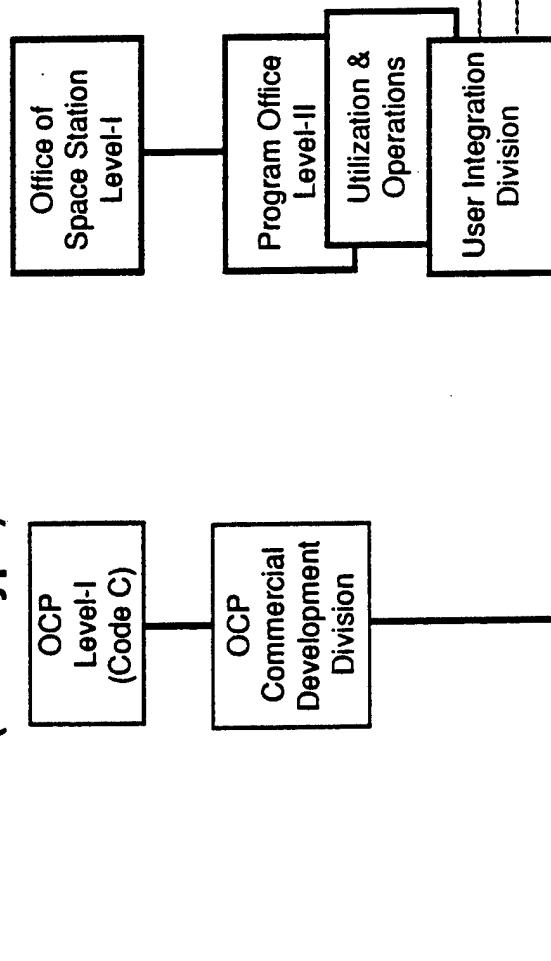 OCP
Level-I
(Code C)
OCP
Commercial
Development
Division
Office of
Space Station
Level-I
Program Office
Level-II
Utilization &
Operations
User Integration
Division